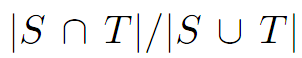 |S ∩ T|/|S ∪ T|